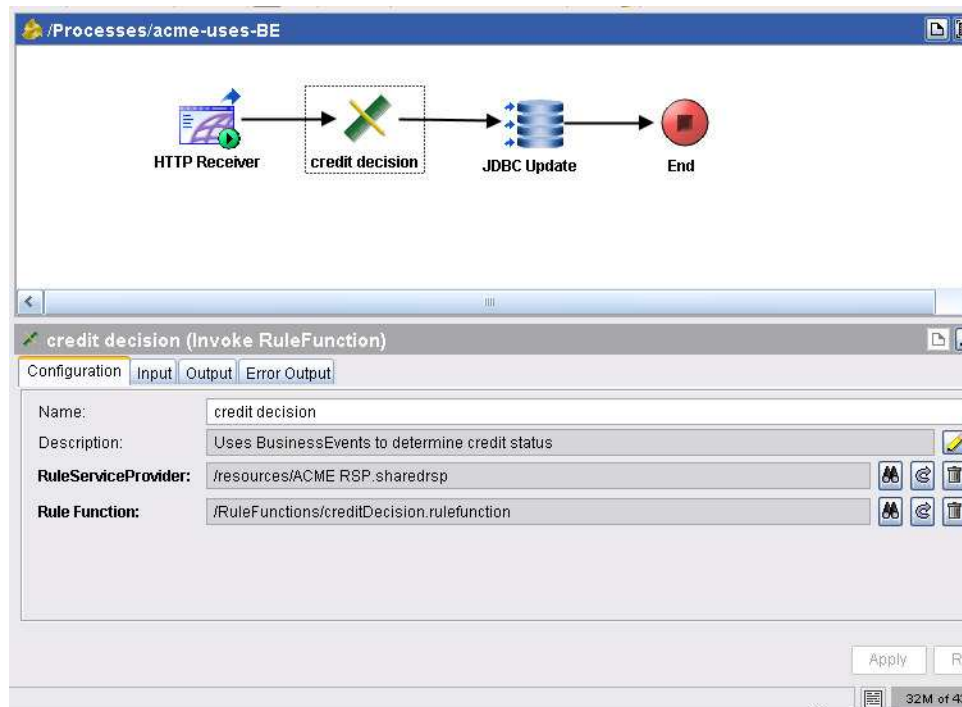 /Processes/acme-uses-BE
HTTP Receiver
credit decision
JDBC Update
End
credit decision (Invoke RuleFunction)
Configuration Input Output Error Output
Name: credit decision
Description: Uses BusinessEvents to determine credit status
RuleServiceProvider: /resources/ACME RSP.sharedrsp
Rule Function: /RuleFunctions/creditDecision.rulefunction
Apply R
32M of 4